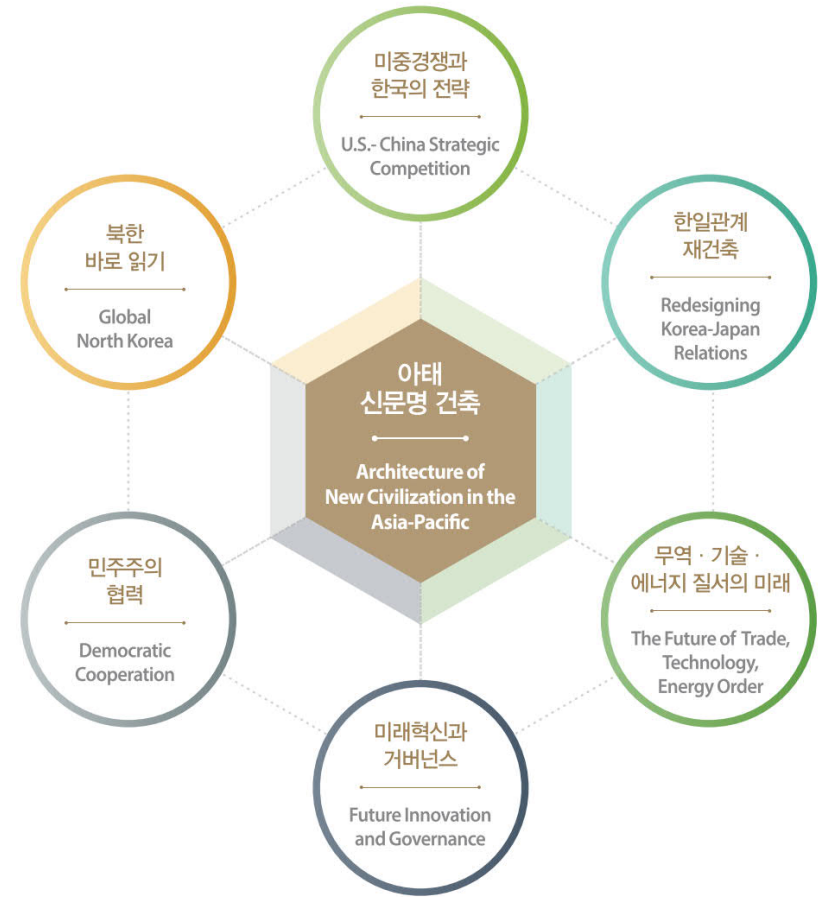 미중경쟁과
한국의 전략
U.S.- China Strategic
Competition
북한
바로 읽기
Global
North Korea
한일관계
재건축
Redesigning
Korea-Japan
Relations
아태
신문명 건축
Architecture of
New Civilization in the
Asia-Pacific
민주주의
협력
Democratic
Cooperation
무역 · 기술 ·
에너지 질서의 미래
The Future of Trade,
Technology,
Energy Order
미래혁신과
거버넌스
Future Innovation
and Governance